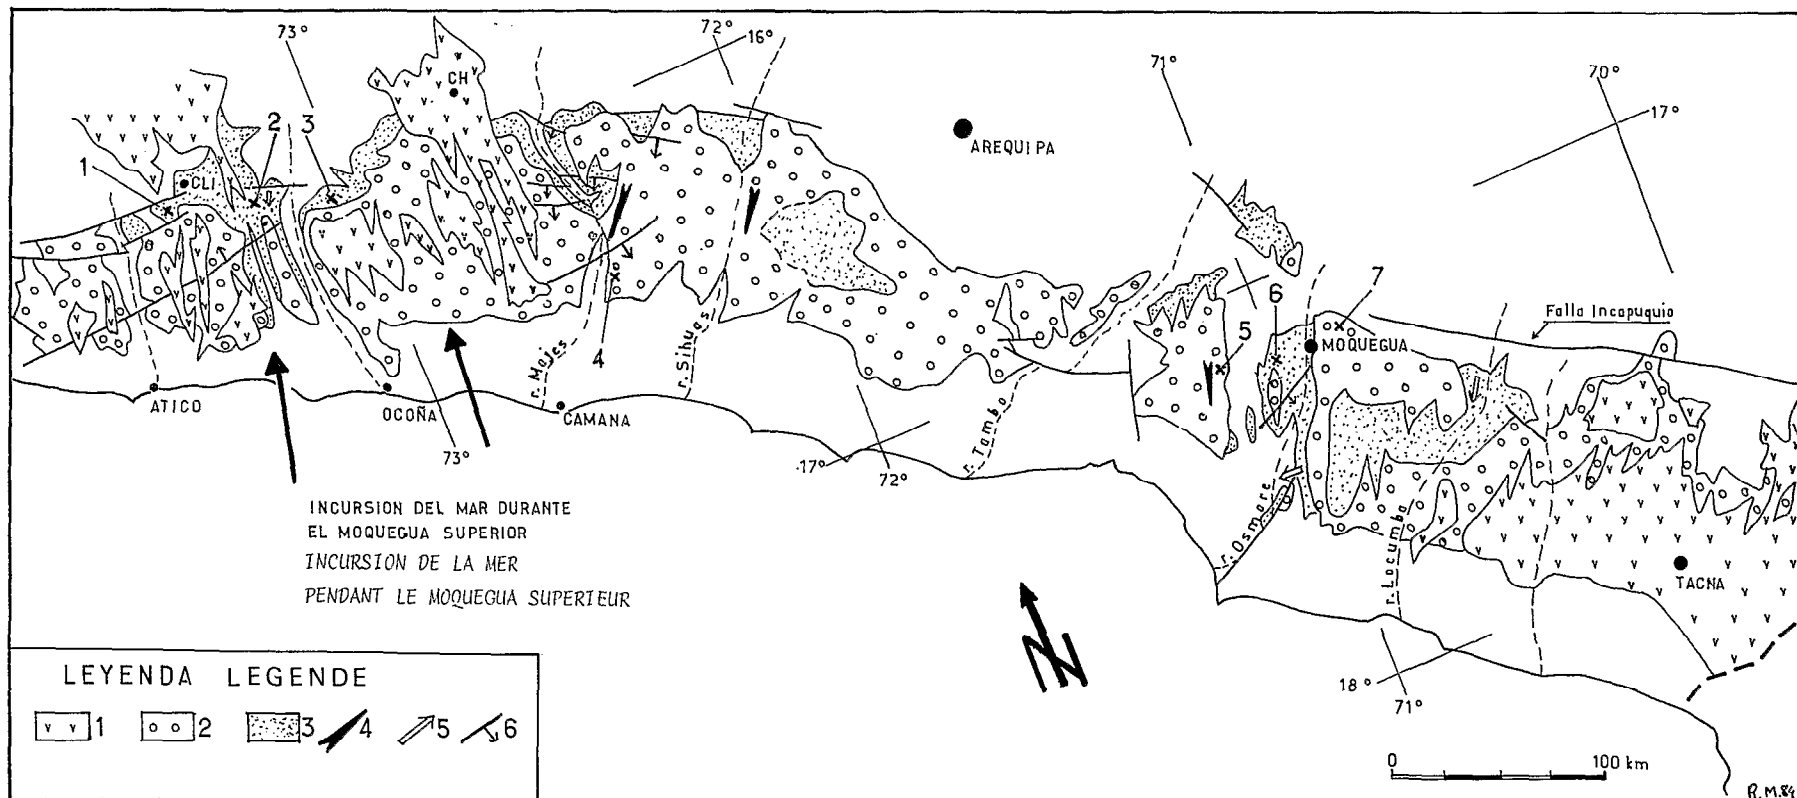 73°
72°
16°
71°
70°
17°
CH
2
3
1
CLI
AREQUIPA
7
6
5
MOQUEGUA
Falla Incapuquio
4
r. Majes
r. Sihuas
ATICO
OCOÑA
CAMANA
r. Tambo
73°
17°
72°
r. Osmore
r. Locumba
TACNA
INCURSION DEL MAR DURANTE
EL MOQUEGUA SUPERIOR
INCURSION DE LA MER
PENDANT LE MOQUEGUA SUPERIEUR
N
18°
71°
LEYENDA LEGENDE
1 2 3 4 5 6
0 100 km
R.M.84